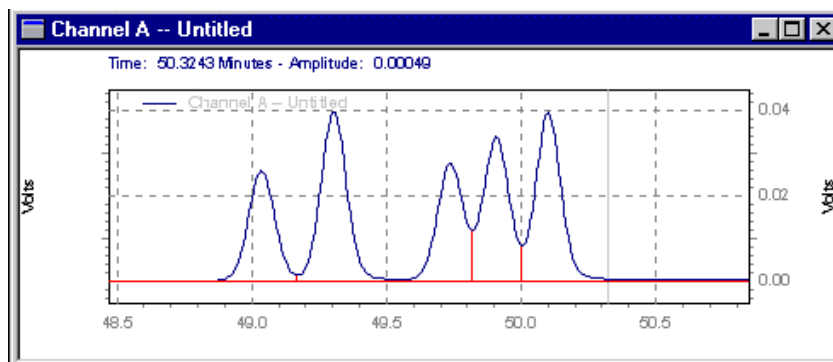 Channel A -- Untitled
Time: 50.3243 Minutes - Amplitude: 0.00049
Channel A -- Untitled
0.04
Volts
0.02
Volts
0.00
48.5 49.0 49.5 50.0 50.5